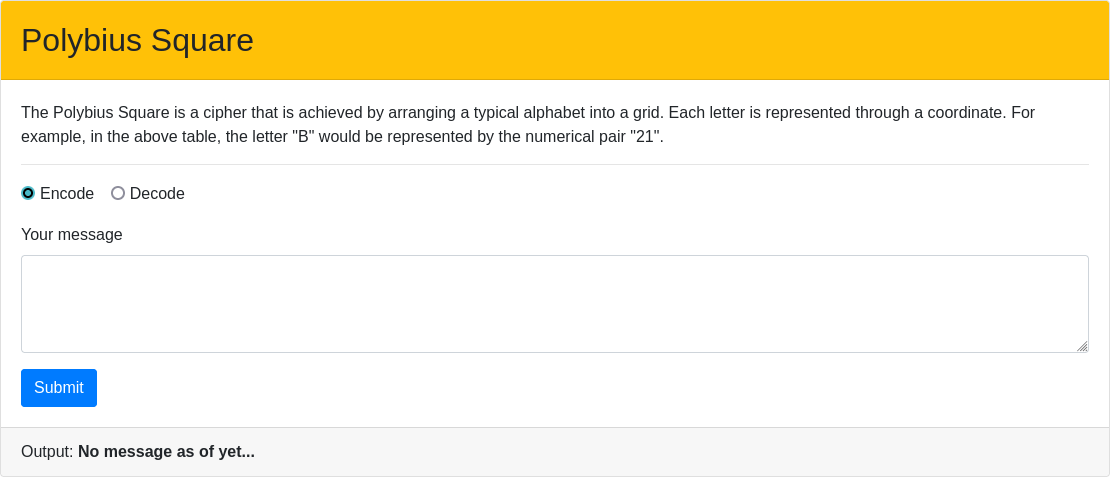 Polybius Square
The Polybius Square is a cipher that is achieved by arranging a typical alphabet into a grid. Each letter is represented through a coordinate. For
example, in the above table, the letter "B" would be represented by the numerical pair "21".
Encode Decode
Your message
Submit
Output: No message as of yet...